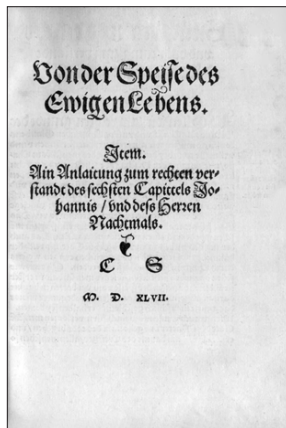 Von der Speise des
Ewigen Lebens.
Item.
Ain Anlaitung zum rechten ver-
standt des sechsten Capittels Jo-
hannis / vnd dess Herren
Nachtmals.
C S
M. D. XLVII.